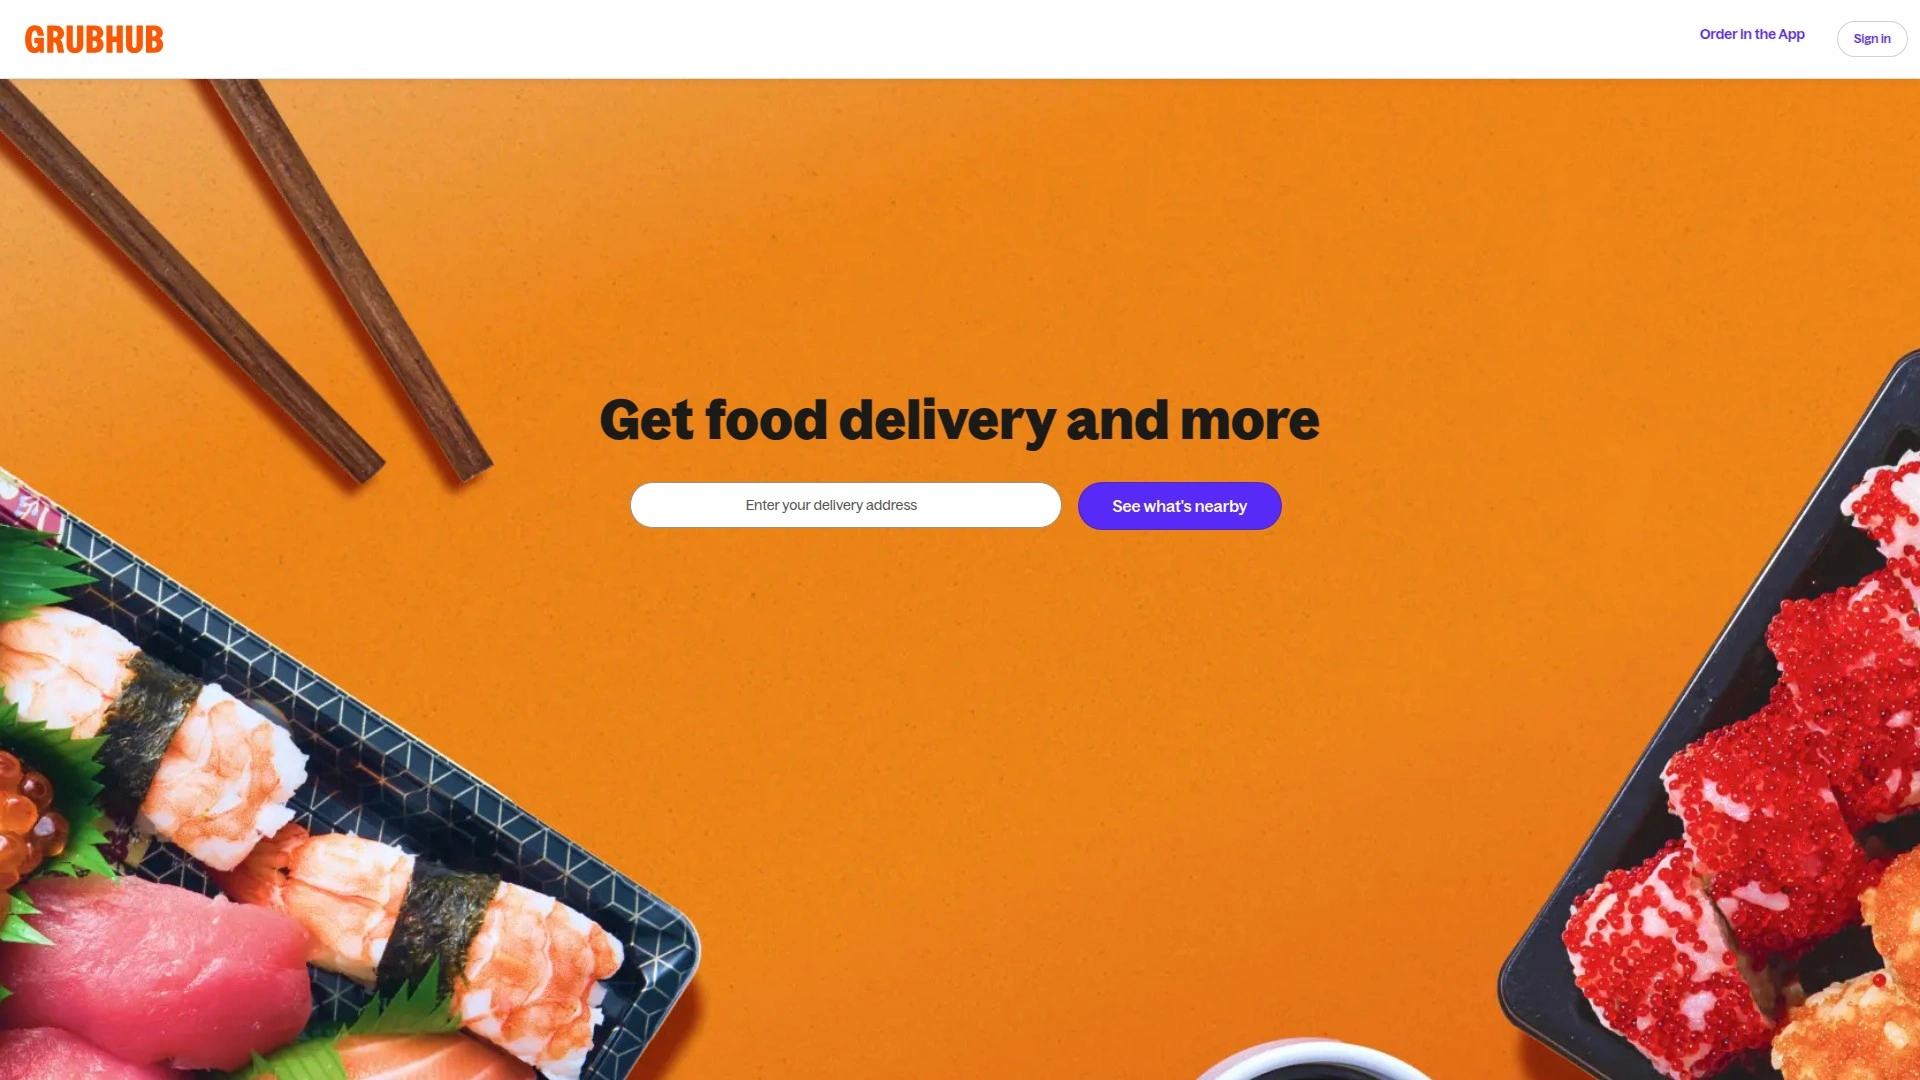 GRUBHUB
Order in the App
Sign in
Get food delivery and more
Enter your delivery address
See what's nearby